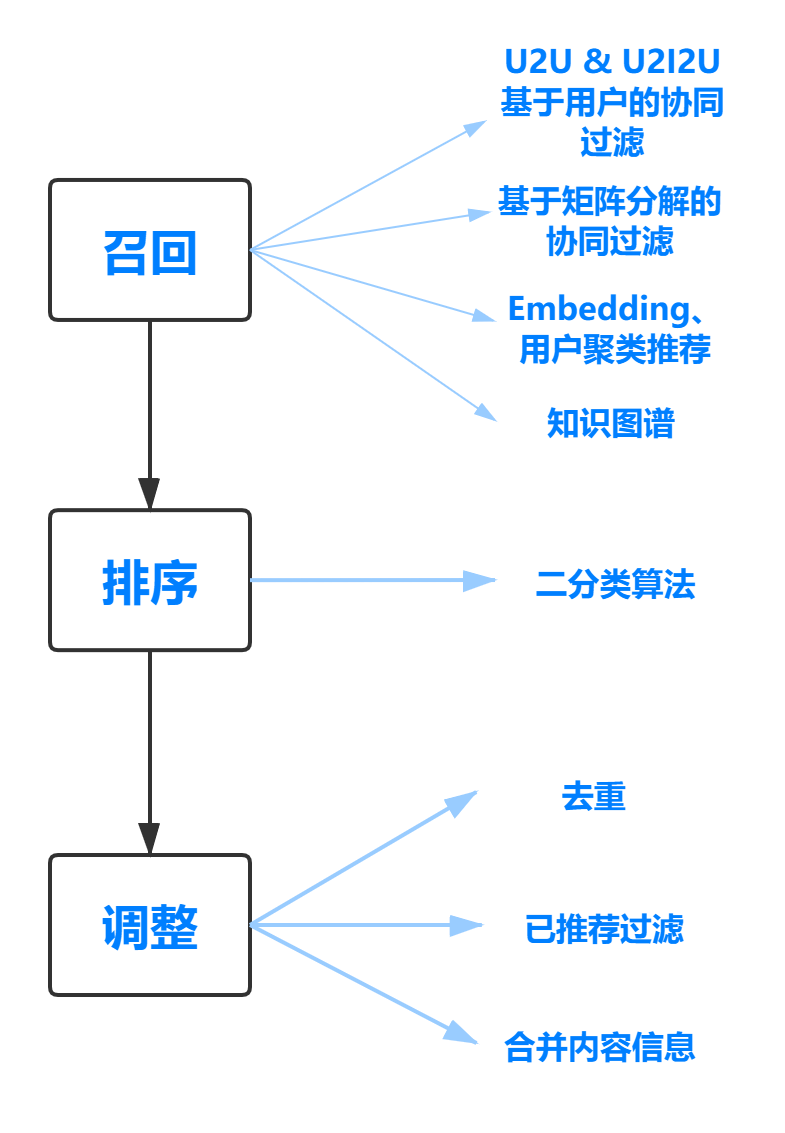 召回
U2U & U2I2U
基于用户的协同
过滤
基于矩阵分解的
协同过滤
Embedding、
用户聚类推荐
知识图谱
排序
二分类算法
调整
去重
已推荐过滤
合并内容信息